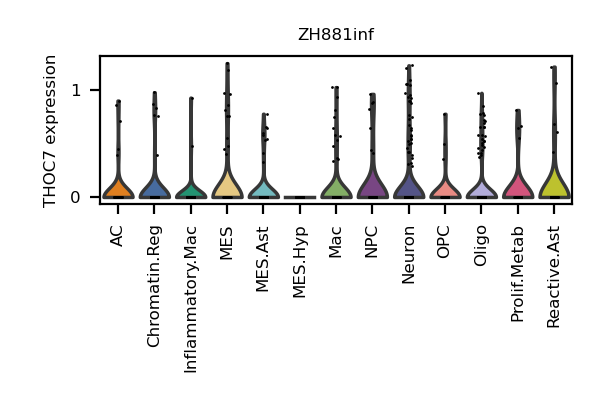 ZH881inf
THOC7 expression
1
0
AC
Chromatin.Reg
Inflammatory.Mac
MES
MES.Ast
MES.Hyp
Mac
NPC
Neuron
OPC
Oligo
Prolif.Metab
Reactive.Ast